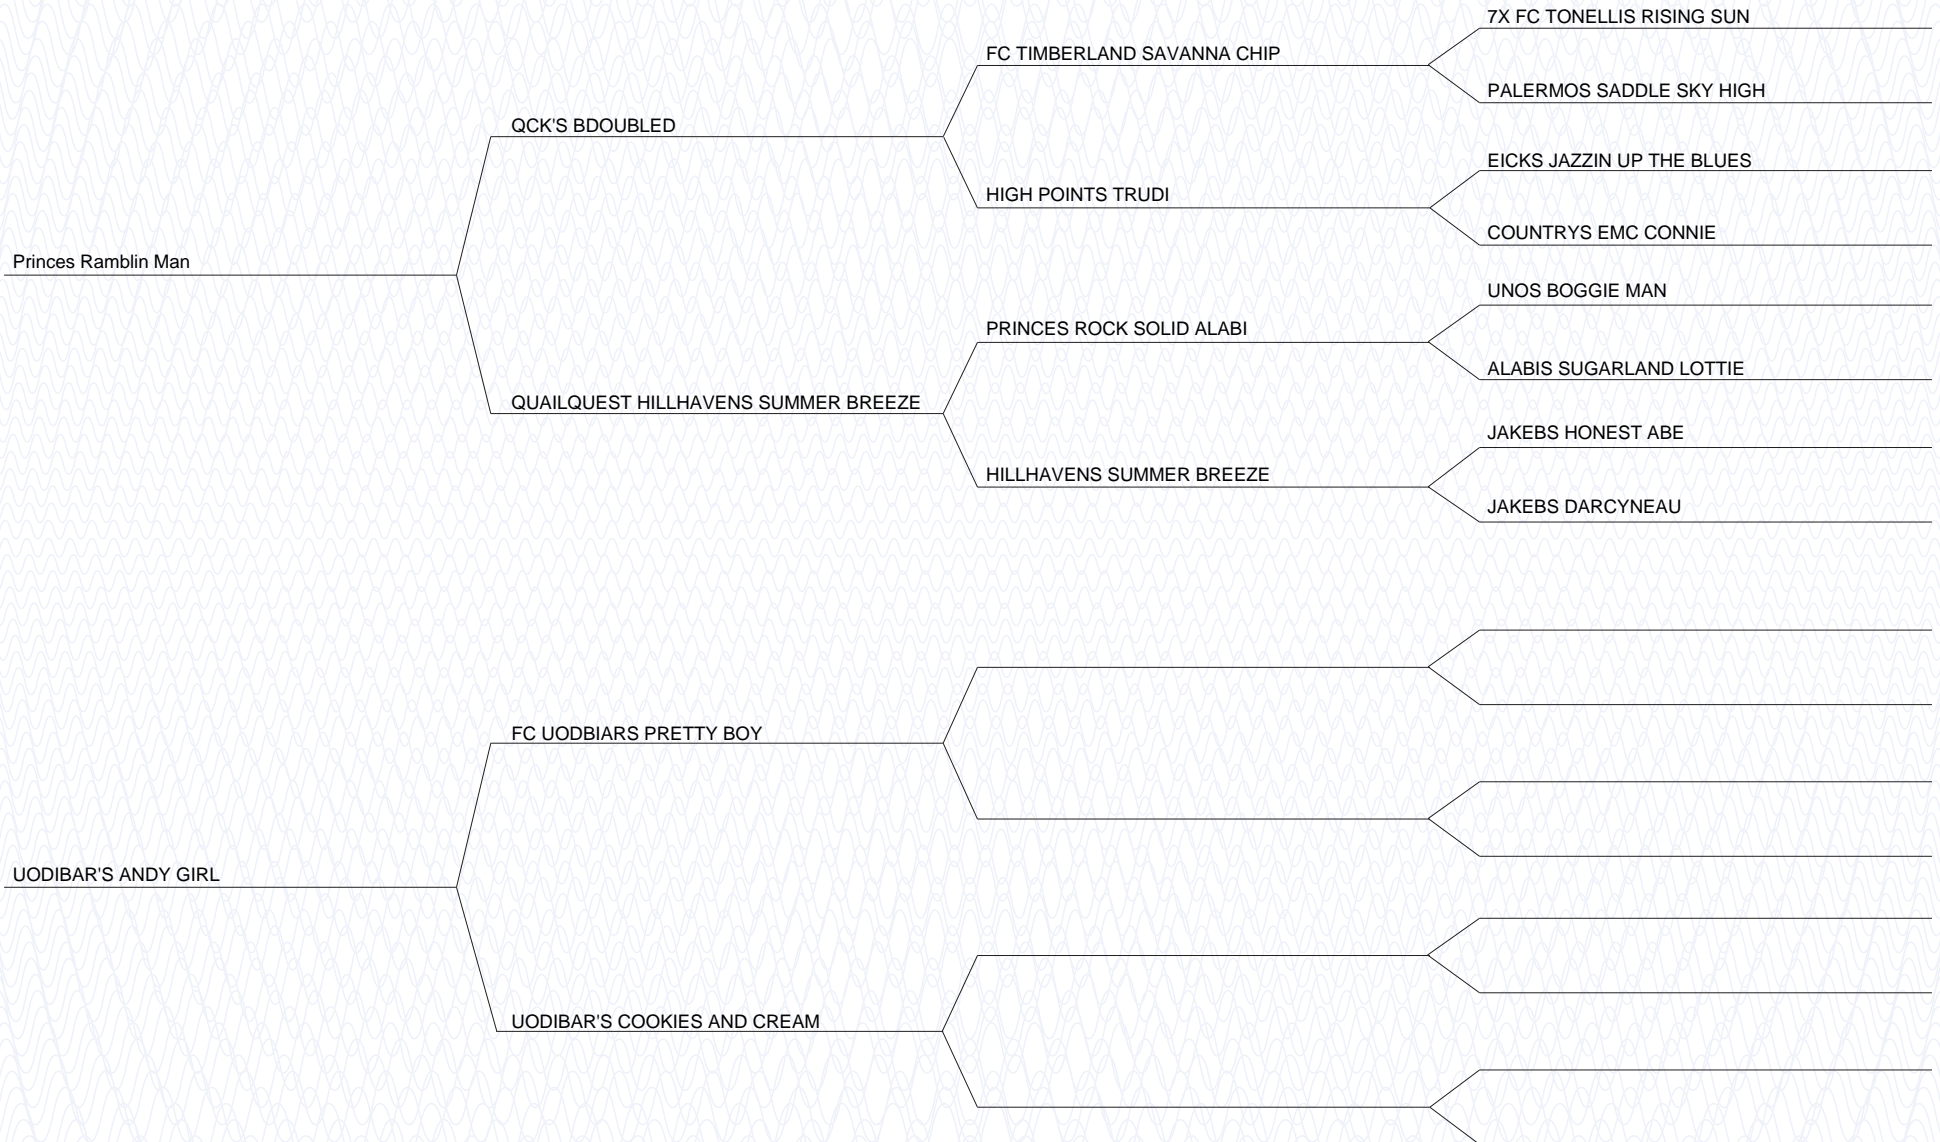 7X FC TONELLIS RISING SUN
FC TIMBERLAND SAVANNA CHIP
PALERMOS SADDLE SKY HIGH
QCK'S BDOUBLED
EICKS JAZZIN UP THE BLUES
HIGH POINTS TRUDI
COUNTRYS EMC CONNIE
Princes Ramblin Man
UNOS BOGGIE MAN
PRINCES ROCK SOLID ALABI
ALABIS SUGARLAND LOTTIE
QUAILQUEST HILLHAVENS SUMMER BREEZE
JAKEBS HONEST ABE
HILLHAVENS SUMMER BREEZE
JAKEBS DARCYNEAU
FC UODBIARS PRETTY BOY
UODIBAR'S ANDY GIRL
UODIBAR'S COOKIES AND CREAM